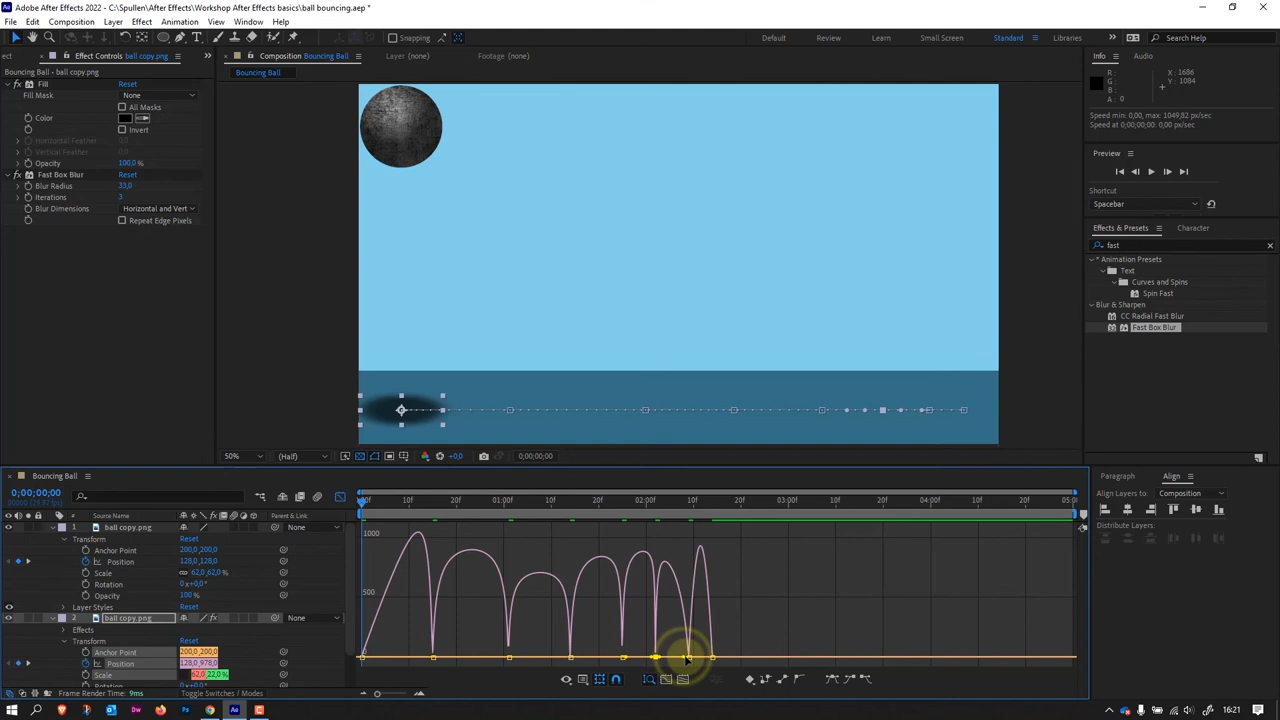 Adobe After Effects 2022 - C:\Spullen\After Effects\Workshop After Effects basics\ball bouncing.aep *
File Edit Composition Layer Effect Animation View Window Help
Snapping Default Review Learn Small Screen Standard Libraries Search Help
Effect Controls ball copy.png
Bouncing Ball · ball copy.png
fx Fill Reset
Fill Mask None
All Masks
Color
Invert
Horizontal Feather 0,0
Vertical Feather 0,0
Opacity 100,0 %
fx Fast Box Blur Reset
Blur Radius 33,0
Iterations 3
Blur Dimensions Horizontal and Vert
Repeat Edge Pixels
Composition Bouncing Ball Layer (none) Footage (none)
Bouncing Ball
50% (Half) +0,0 0;00;00;00
Info Audio
R: X: 1686
G: Y: 1084
B:
A: 0
Speed min: 0,00, max: 1049,82 px/sec
Speed at 0;00;00;00: 0,00 px/sec
Preview
Shortcut
Spacebar
Effects & Presets Character
fast
* Animation Presets
Text
Curves and Spins
Spin Fast
Blur & Sharpen
CC Radial Fast Blur
Fast Box Blur
Paragraph Align
Align Layers to: Composition
Distribute Layers:
Bouncing Ball
0;00;00;00
# Source Name Parent & Link
1 ball copy.png None
Transform Reset
Anchor Point 200,0,200,0
Position 128,0,128,0
Scale 62,0,62,0%
Rotation 0x+0,0°
Opacity 100 %
Layer Styles Reset
2 ball copy.png None
Effects
Transform Reset
Anchor Point 200,0,200,0
Position 128,0,978,0
Scale 62,0,22,0%
Frame Render Time: 9ms Toggle Switches / Modes
10f 20f 01:00f 10f 20f 02:00f 10f 20f 03:00f 10f 20f 04:00f 10f 20f
1000
500
16:21